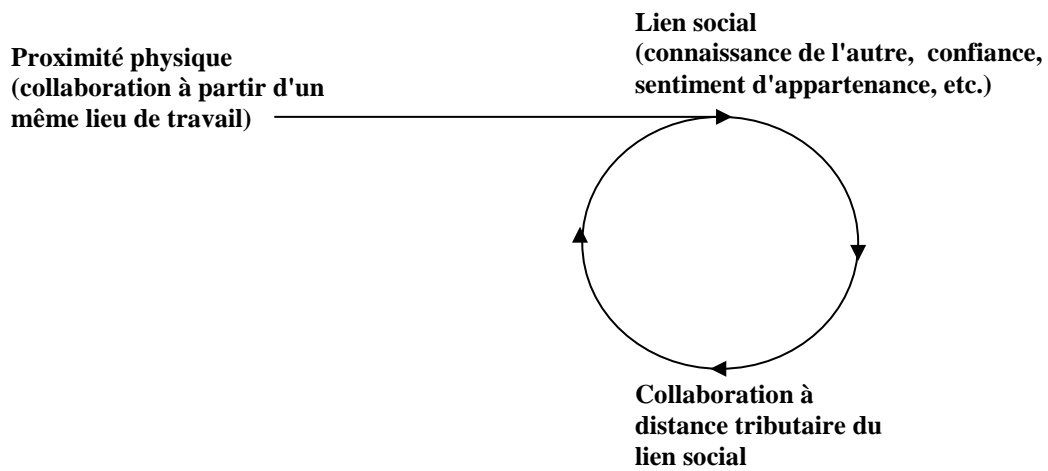 Proximité physique
(collaboration à partir d'un
même lieu de travail)
Lien social
(connaissance de l'autre, confiance,
sentiment d'appartenance, etc.)
Collaboration à
distance tributaire du
lien social